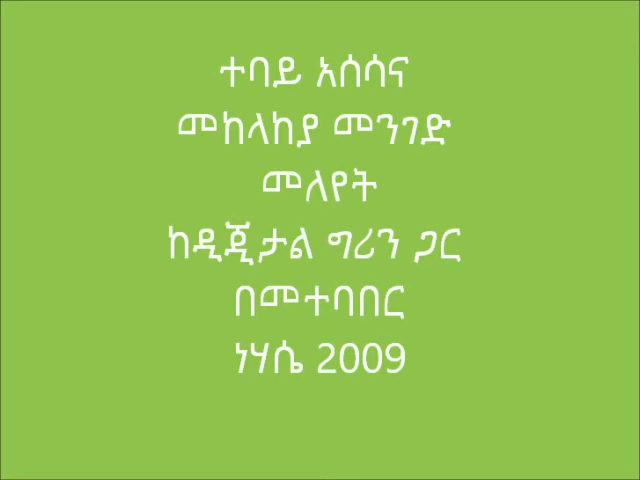 ተባይ አሰሳና
መከላከያ መንገድ
መለየት
ከዲጂታል ግሪን ጋር
በመተባበር
ነሃሴ 2009